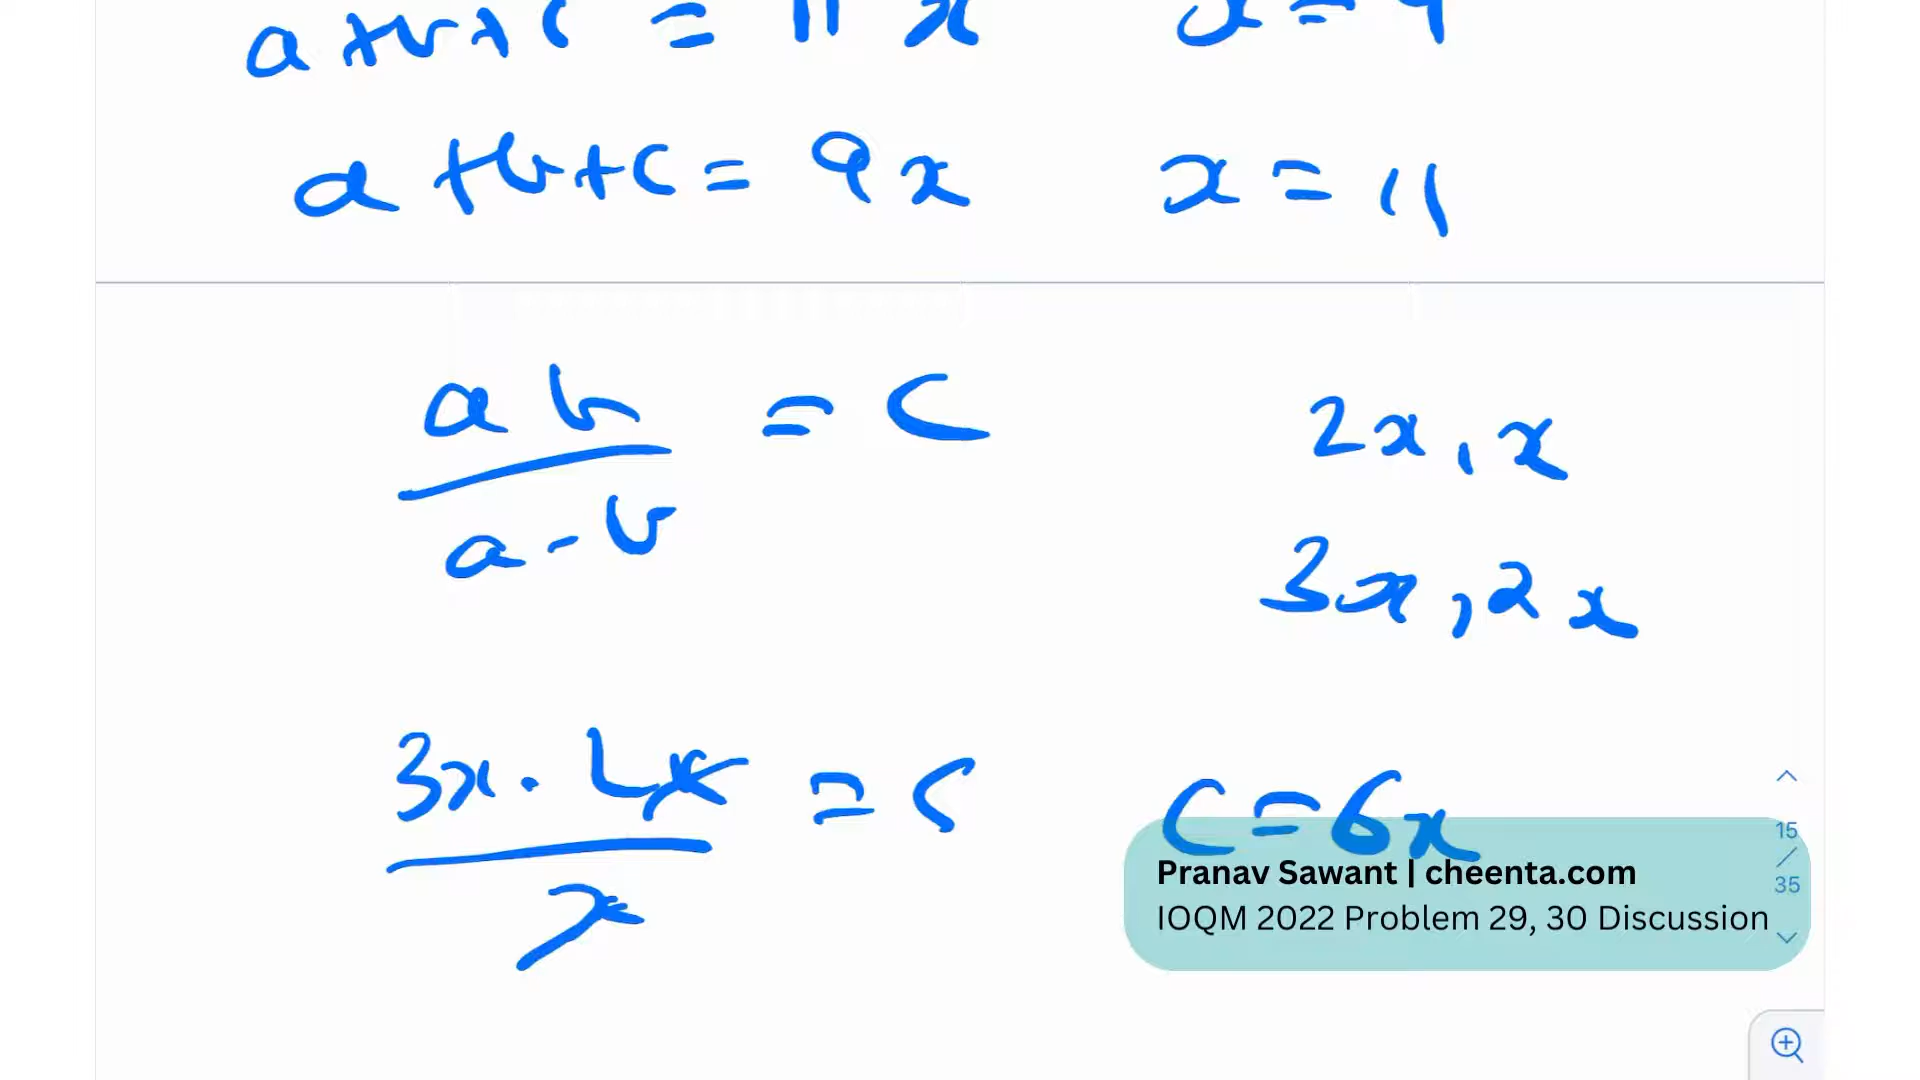 a+b+c = 11x x = 9
a+b+c = 9x x = 11
ab/a-b = c 2x, x
3x, 2x
3x . 2x/x = c c = 6x
15
/
35
Pranav Sawant | cheenta.com
IOQM 2022 Problem 29, 30 Discussion